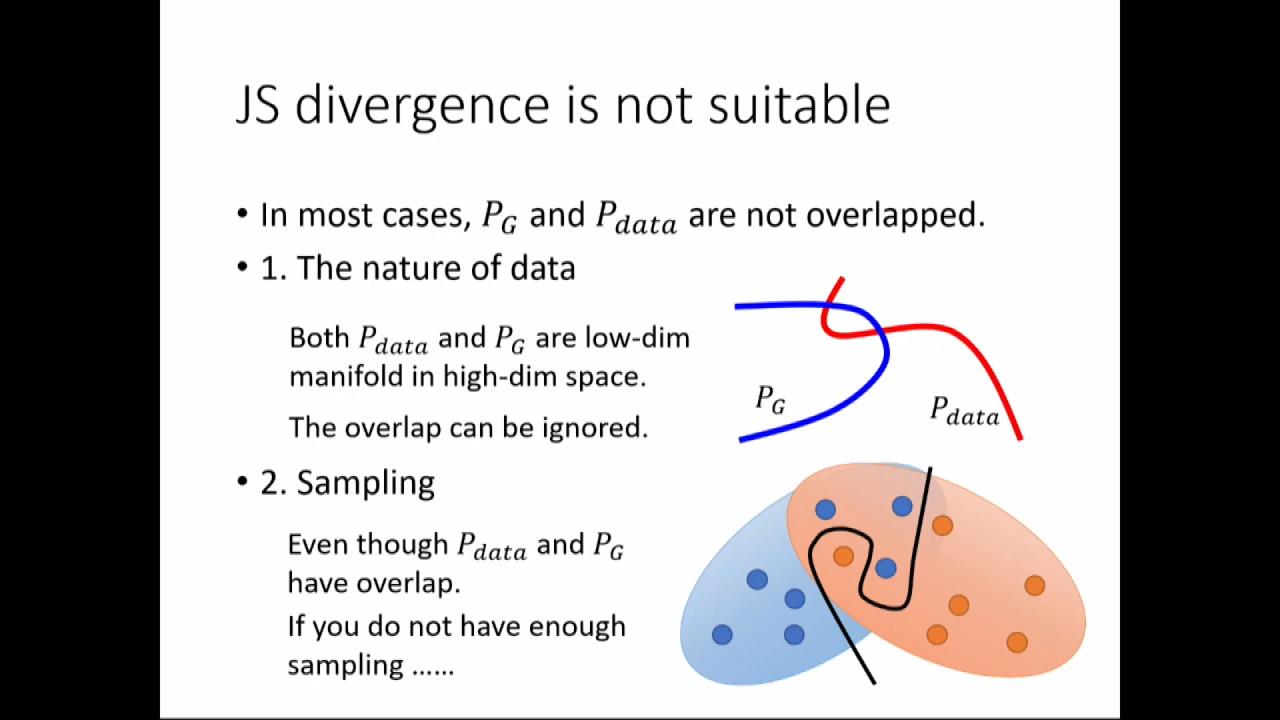 JS divergence is not suitable
• In most cases, P_G and P_data are not overlapped.
• 1. The nature of data
Both P_data and P_G are low-dim
manifold in high-dim space.
The overlap can be ignored.
P_G
P_data
• 2. Sampling
Even though P_data and P_G
have overlap.
If you do not have enough
sampling ……